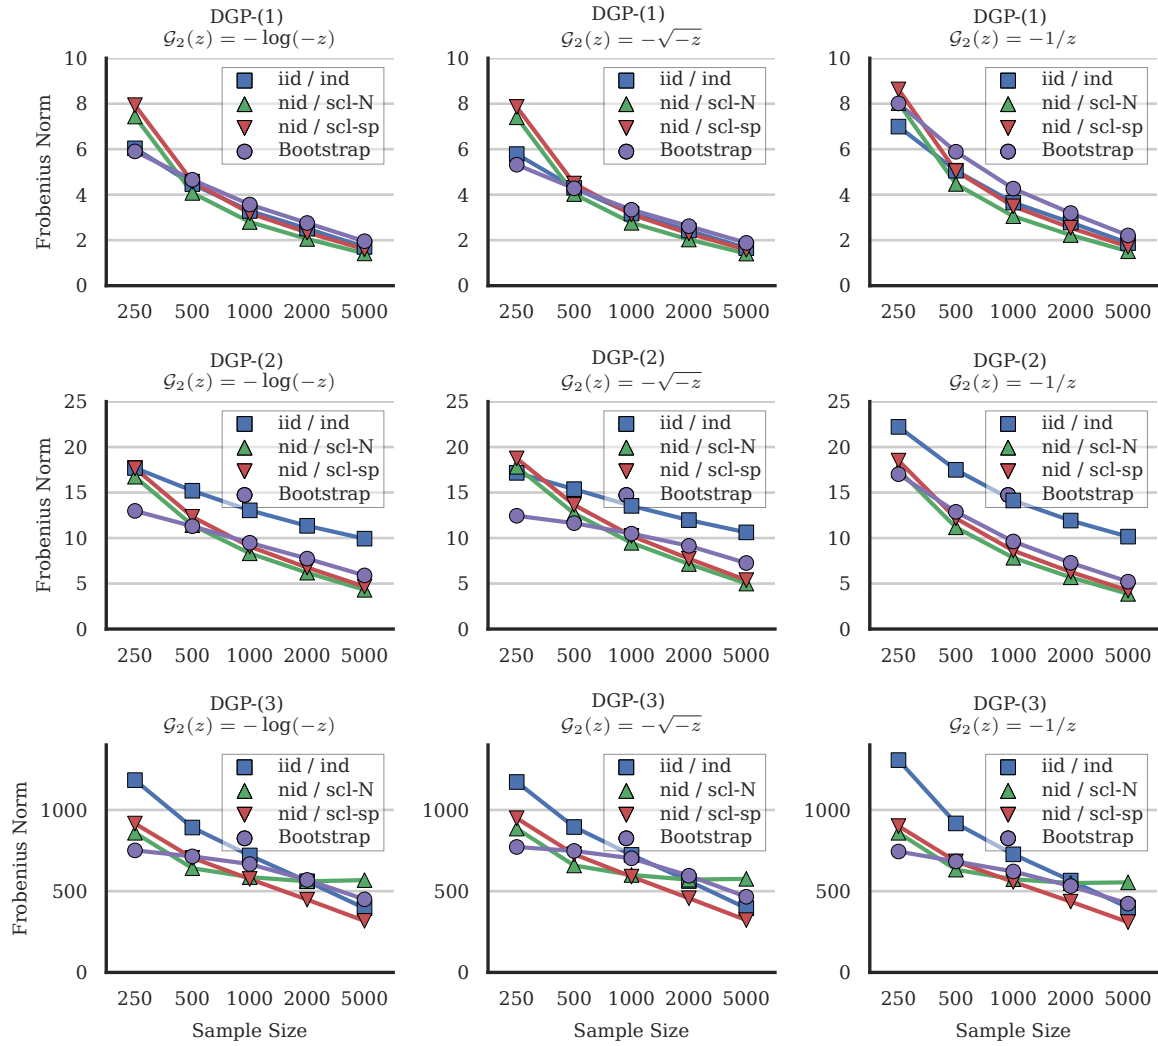 DGP-(1)
𝒢₂(z) = − log(−z)
Frobenius Norm
10
8
6
4
2
0
iid / ind
nid / scl-N
nid / scl-sp
Bootstrap
250 500 1000 2000 5000
DGP-(1)
𝒢₂(z) = −√−z
10
8
6
4
2
0
iid / ind
nid / scl-N
nid / scl-sp
Bootstrap
250 500 1000 2000 5000
DGP-(1)
𝒢₂(z) = −1/z
10
8
6
4
2
0
iid / ind
nid / scl-N
nid / scl-sp
Bootstrap
250 500 1000 2000 5000
DGP-(2)
𝒢₂(z) = − log(−z)
Frobenius Norm
25
20
15
10
5
0
iid / ind
nid / scl-N
nid / scl-sp
Bootstrap
250 500 1000 2000 5000
DGP-(2)
𝒢₂(z) = −√−z
25
20
15
10
5
0
iid / ind
nid / scl-N
nid / scl-sp
Bootstrap
250 500 1000 2000 5000
DGP-(2)
𝒢₂(z) = −1/z
25
20
15
10
5
0
iid / ind
nid / scl-N
nid / scl-sp
Bootstrap
250 500 1000 2000 5000
DGP-(3)
𝒢₂(z) = − log(−z)
Frobenius Norm
1000
500
0
iid / ind
nid / scl-N
nid / scl-sp
Bootstrap
250 500 1000 2000 5000
Sample Size
DGP-(3)
𝒢₂(z) = −√−z
1000
500
0
iid / ind
nid / scl-N
nid / scl-sp
Bootstrap
250 500 1000 2000 5000
Sample Size
DGP-(3)
𝒢₂(z) = −1/z
1000
500
0
iid / ind
nid / scl-N
nid / scl-sp
Bootstrap
250 500 1000 2000 5000
Sample Size